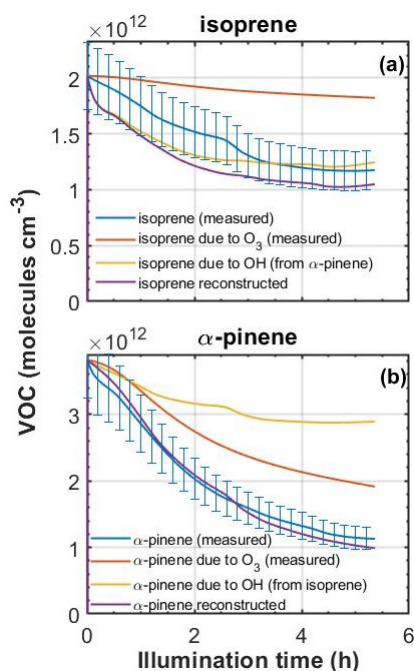 isoprene
× 10¹²
(a)
2
1.5
1
0.5
0
isoprene (measured)
isoprene due to O₃ (measured)
isoprene due to OH (from α-pinene)
isoprene reconstructed
VOC (molecules cm⁻³)
α-pinene
× 10¹²
(b)
3
2
1
0
α-pinene (measured)
α-pinene due to O₃ (measured)
α-pinene due to OH (from isoprene)
α-pinene reconstructed
0 2 4 6
Illumination time (h)